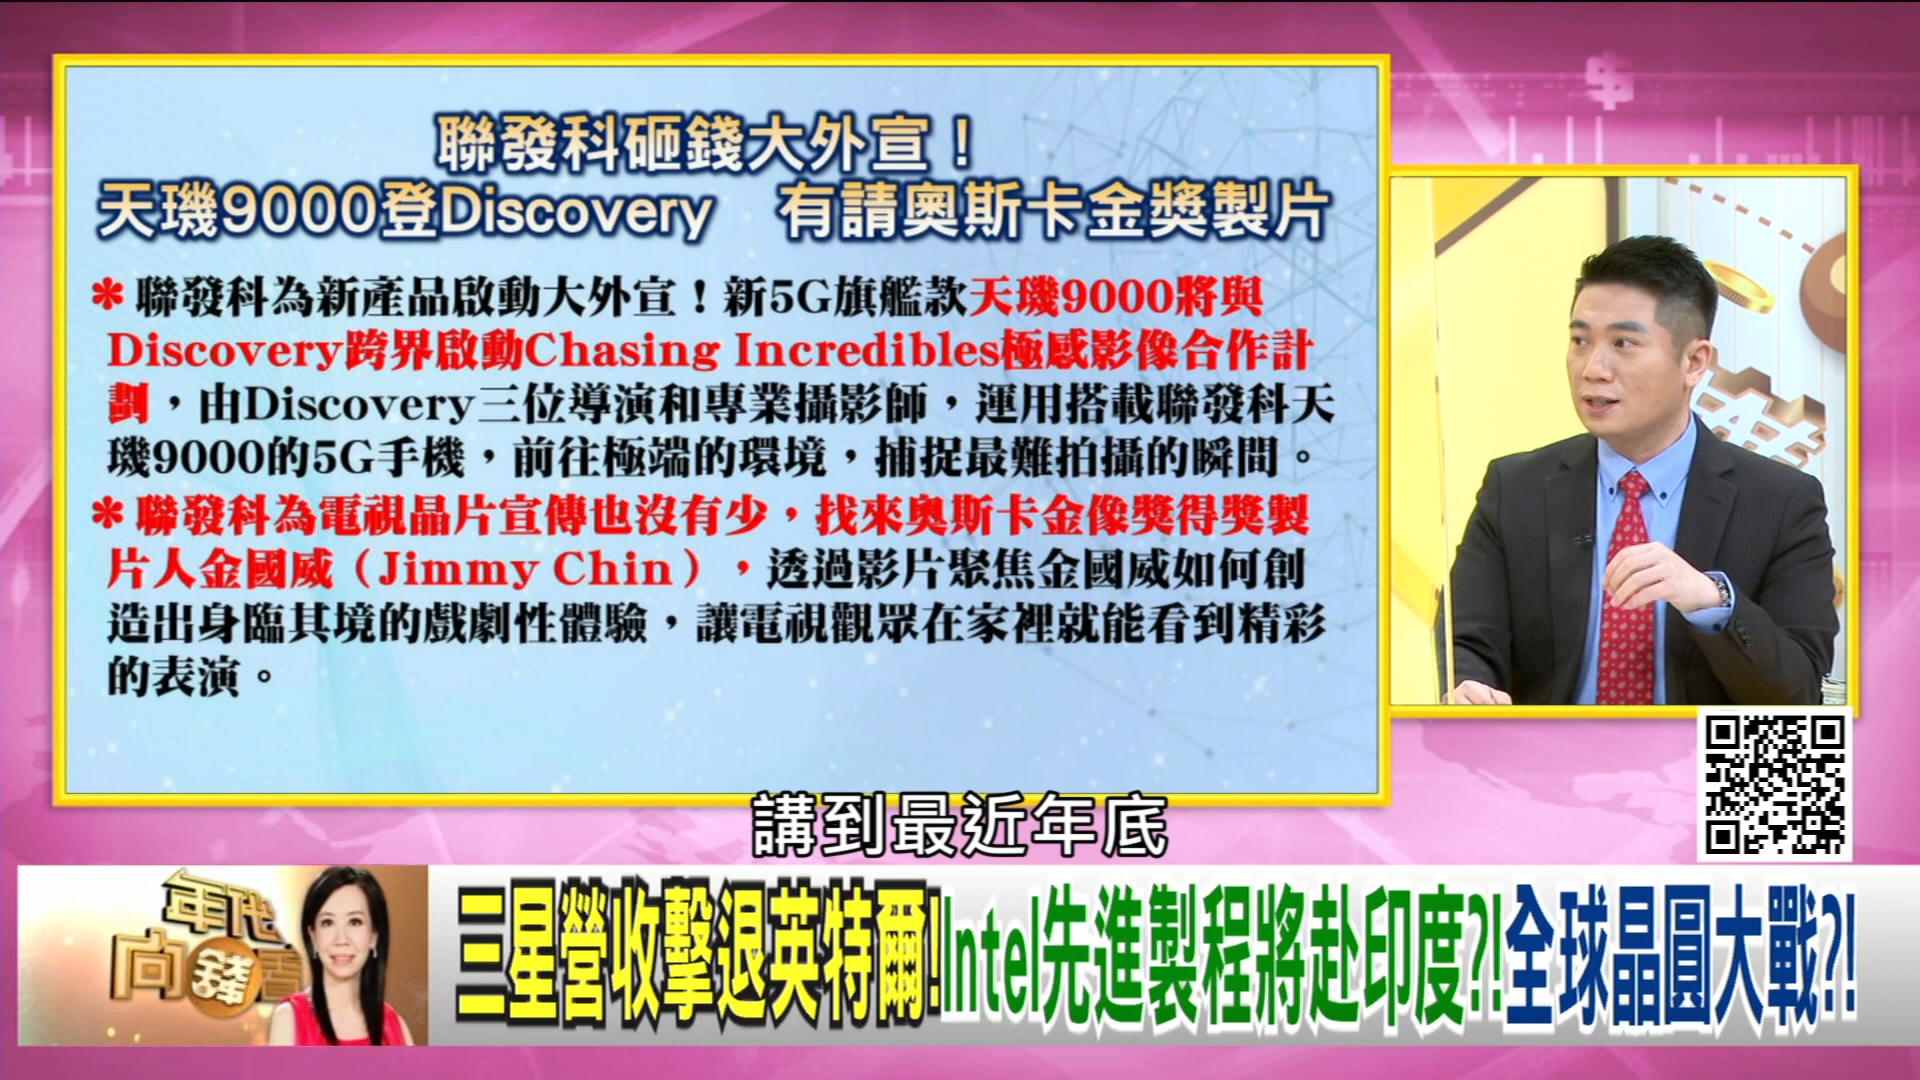 聯發科砸錢大外宣！
天璣9000登Discovery　有請奧斯卡金獎製片
* 聯發科為新產品啟動大外宣！新5G旗艦款天璣9000將與
Discovery跨界啟動Chasing Incredibles極感影像合作計
劃，由Discovery三位導演和專業攝影師，運用搭載聯發科天
璣9000的5G手機，前往極端的環境，捕捉最難拍攝的瞬間。
* 聯發科為電視晶片宣傳也沒有少，找來奧斯卡金像獎得獎製
片人金國威（Jimmy Chin），透過影片聚焦金國威如何創
造出身臨其境的戲劇性體驗，讓電視觀眾在家裡就能看到精彩
的表演。
講到最近年底
年代
向錢看
三星營收擊退英特爾!Intel先進製程將赴印度?!全球晶圓大戰?!